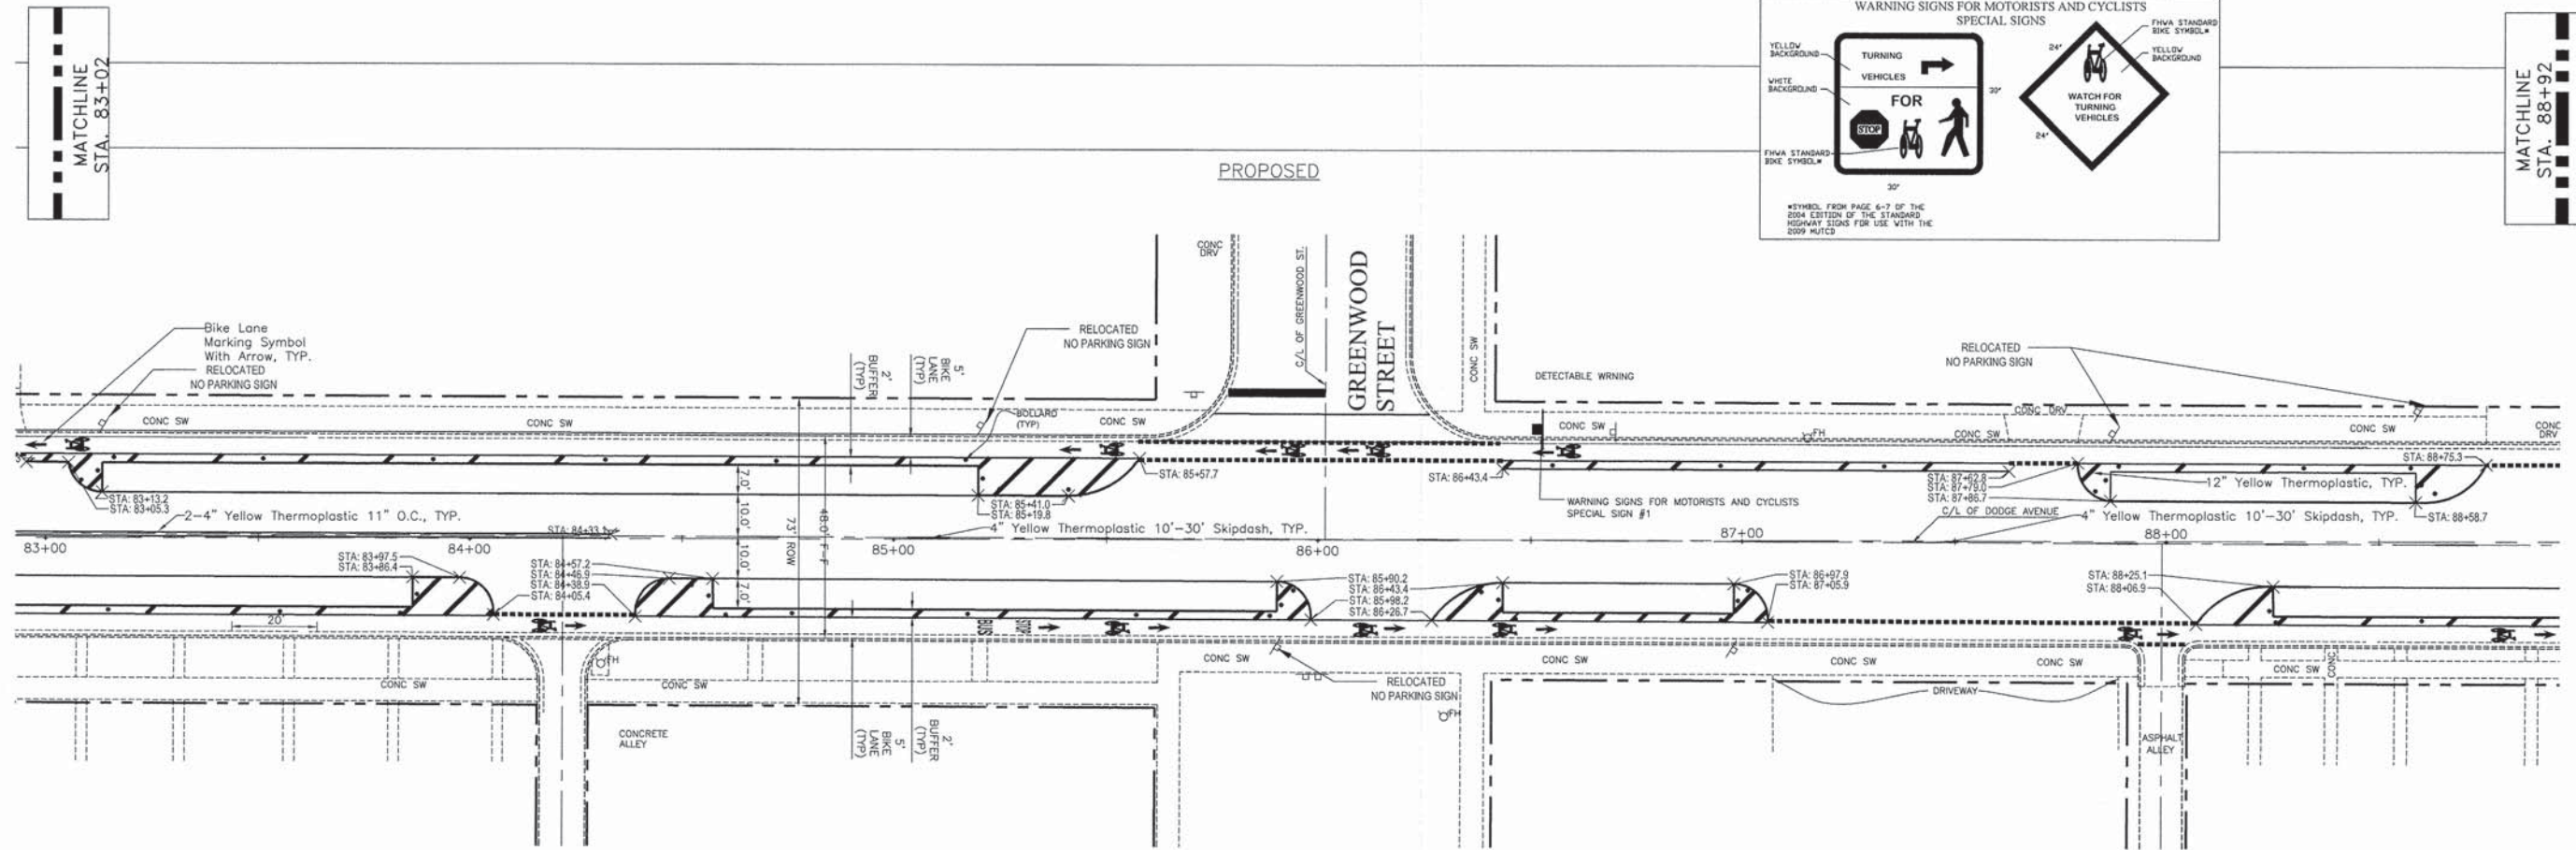 MATCHLINE
STA. 83+02
PROPOSED
WARNING SIGNS FOR MOTORISTS AND CYCLISTS
SPECIAL SIGNS
YELLOW
BACKGROUND
WHITE
BACKGROUND
FHWA STANDARD
BIKE SYMBOL*
TURNING
VEHICLES
FOR
STOP
30"
30"
24"
24"
WATCH FOR
TURNING
VEHICLES
FHWA STANDARD
BIKE SYMBOL*
YELLOW
BACKGROUND
*SYMBOL FROM PAGE 6-7 OF THE
2004 EDITION OF THE STANDARD
HIGHWAY SIGNS FOR USE WITH THE
2009 MUTCD
MATCHLINE
STA. 88+92
Bike Lane
Marking Symbol
With Arrow, TYP.
RELOCATED
NO PARKING SIGN
CONC SW
CONC SW
2'
BUFFER
(TYP)
5'
BIKE
LANE
(TYP)
RELOCATED
NO PARKING SIGN
BOLLARD
(TYP)
CONC SW
CONC
DRV
C/L OF GREENWOOD ST.
GREENWOOD
STREET
CONC SW
DETECTABLE WRNING
CONC SW
FH
RELOCATED
NO PARKING SIGN
CONC DRV
CONC SW
CONC SW
CONC
DRV
STA: 83+13.2
STA: 83+05.3
2-4" Yellow Thermoplastic 11" O.C., TYP.
STA: 84+33.1
7.0'
10.0'
10.0'
7.0'
73' ROW
48.0' F-F
STA: 85+41.0
STA: 85+19.8
4" Yellow Thermoplastic 10'-30' Skipdash, TYP.
STA: 85+57.7
STA: 86+43.4
WARNING SIGNS FOR MOTORISTS AND CYCLISTS
SPECIAL SIGN #1
STA: 87+62.8
STA: 87+79.0
STA: 87+86.7
C/L OF DODGE AVENUE
STA: 88+75.3
12" Yellow Thermoplastic, TYP.
4" Yellow Thermoplastic 10'-30' Skipdash, TYP.
STA: 88+58.7
83+00
84+00
85+00
86+00
87+00
88+00
STA: 83+97.5
STA: 83+86.4
STA: 84+57.2
STA: 84+46.9
STA: 84+38.9
STA: 84+05.4
STA: 85+90.2
STA: 86+43.4
STA: 85+98.2
STA: 86+26.7
STA: 86+97.9
STA: 87+05.9
STA: 88+25.1
STA: 88+06.9
20'
BUS
STOP
FH
CONC SW
CONC SW
CONC SW
CONC SW
CONC SW
CONC SW
CONC SW
CONC
RELOCATED
NO PARKING SIGN
FH
DRIVEWAY
CONCRETE
ALLEY
5'
BIKE
LANE
(TYP)
2'
BUFFER
(TYP)
ASPHALT
ALLEY